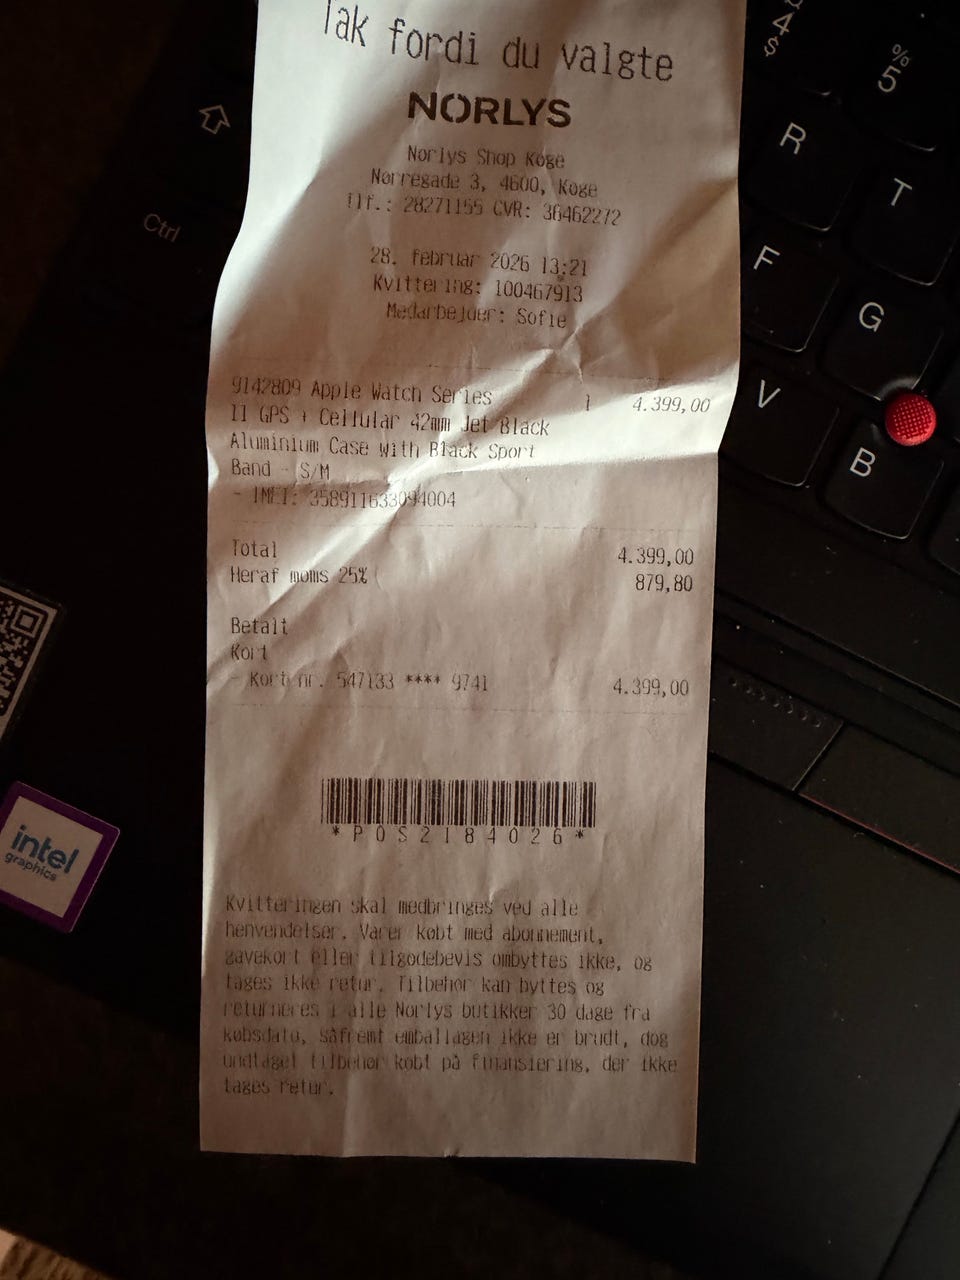 Tak fordi du valgte
NORLYS
Norlys Shop Køge
Nørregade 3, 4600, Køge
Tlf.: 28271155 CVR: 36462272
28. februar 2026 13:21
Kvittering: 100467913
Medarbejder: Sofie
9142809 Apple Watch Series 1 4.399,00
11 GPS + Cellular 42mm Jet Black
Aluminium Case with Black Sport
Band - S/M
- IMEI: 358911633094004
Total 4.399,00
Heraf moms 25% 879,80
Betalt
Kort
- Kort nr. 547133 **** 9741 4.399,00
*POS2184026*
Kvitteringen skal medbringes ved alle
henvendelser. Varer købt med abonnement,
gavekort eller tilgodebevis ombyttes ikke, og
tages ikke retur. Tilbehør kan byttes og
returneres i alle Norlys butikker 30 dage fra
købsdato, såfremt emballagen ikke er brudt, dog
undtaget tilbehør købt på finansiering, der ikke
tages retur.
Ctrl
4
$
%
5
R
T
F
G
V
B
intel
graphics